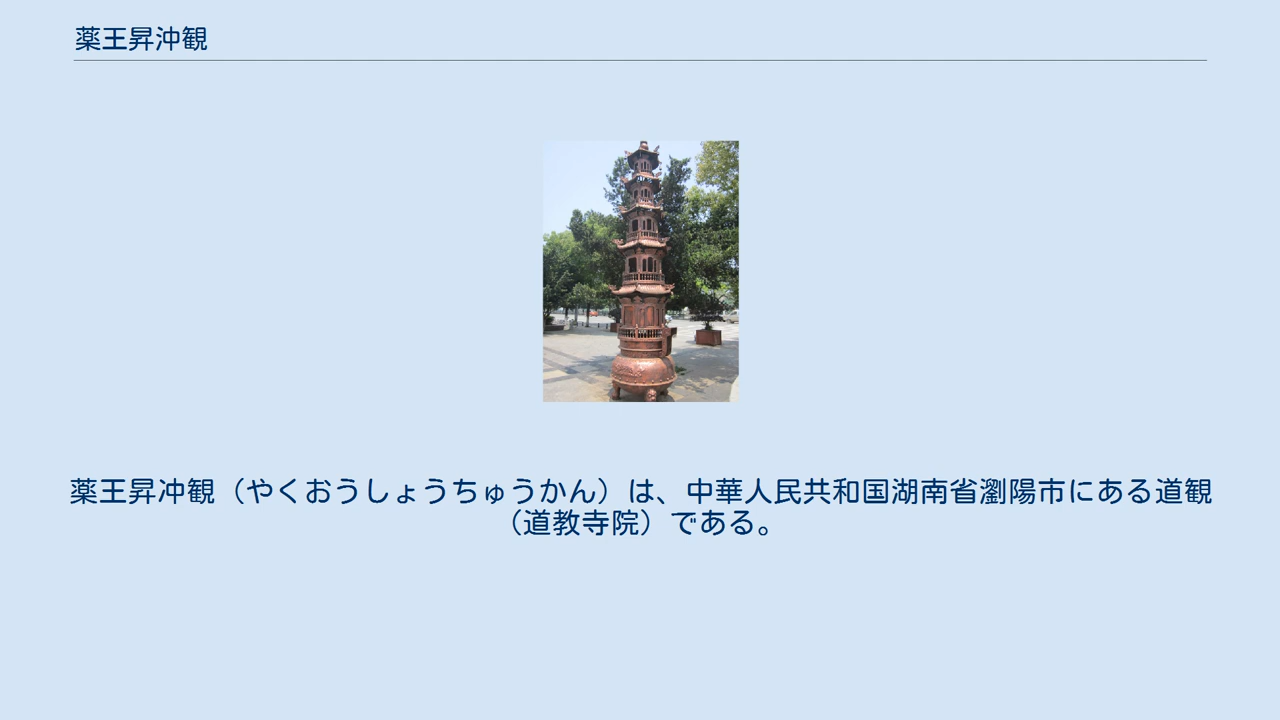 薬王昇沖観
薬王昇冲観（やくおうしょうちゅうかん）は、中華人民共和国湖南省瀏陽市にある道観
（道教寺院）である。